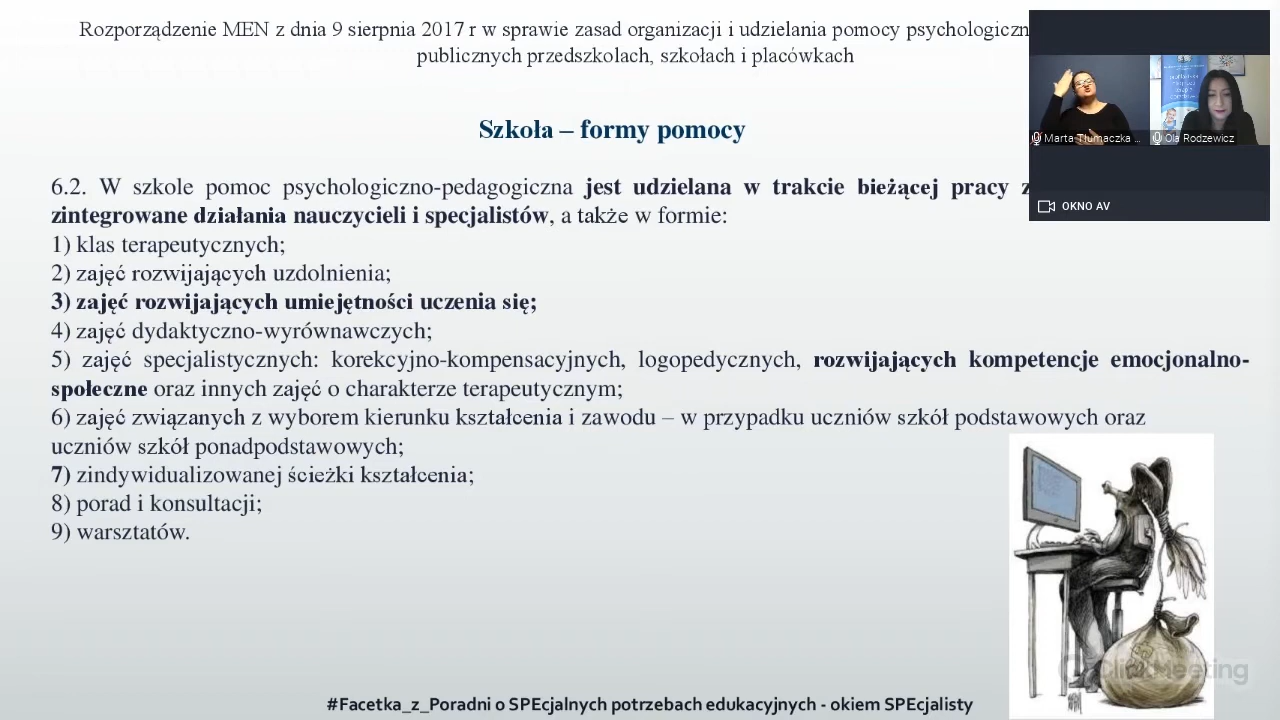 Rozporządzenie MEN z dnia 9 sierpnia 2017 r w sprawie zasad organizacji i udzielania pomocy
publicznych przedszkolach, szkołach i placówkach
Szkoła – formy pomocy
6.2. W szkole pomoc psychologiczno-pedagogiczna jest udzielana w trakcie bieżącej pracy z
zintegrowane działania nauczycieli i specjalistów, a także w formie:
1) klas terapeutycznych;
2) zajęć rozwijających uzdolnienia;
3) zajęć rozwijających umiejętności uczenia się;
4) zajęć dydaktyczno-wyrównawczych;
5) zajęć specjalistycznych: korekcyjno-kompensacyjnych, logopedycznych, rozwijających kompetencje emocjonalno-
społeczne oraz innych zajęć o charakterze terapeutycznym;
6) zajęć związanych z wyborem kierunku kształcenia i zawodu – w przypadku uczniów szkół podstawowych oraz
uczniów szkół ponadpodstawowych;
7) zindywidualizowanej ścieżki kształcenia;
8) porad i konsultacji;
9) warsztatów.
#Facetka_z_Poradni o SPEcjalnych potrzebach edukacyjnych - okiem SPEcjalisty
Marta-Tłumaczka ...
Ola Rodzewicz
OKNO AV
ClickMeeting